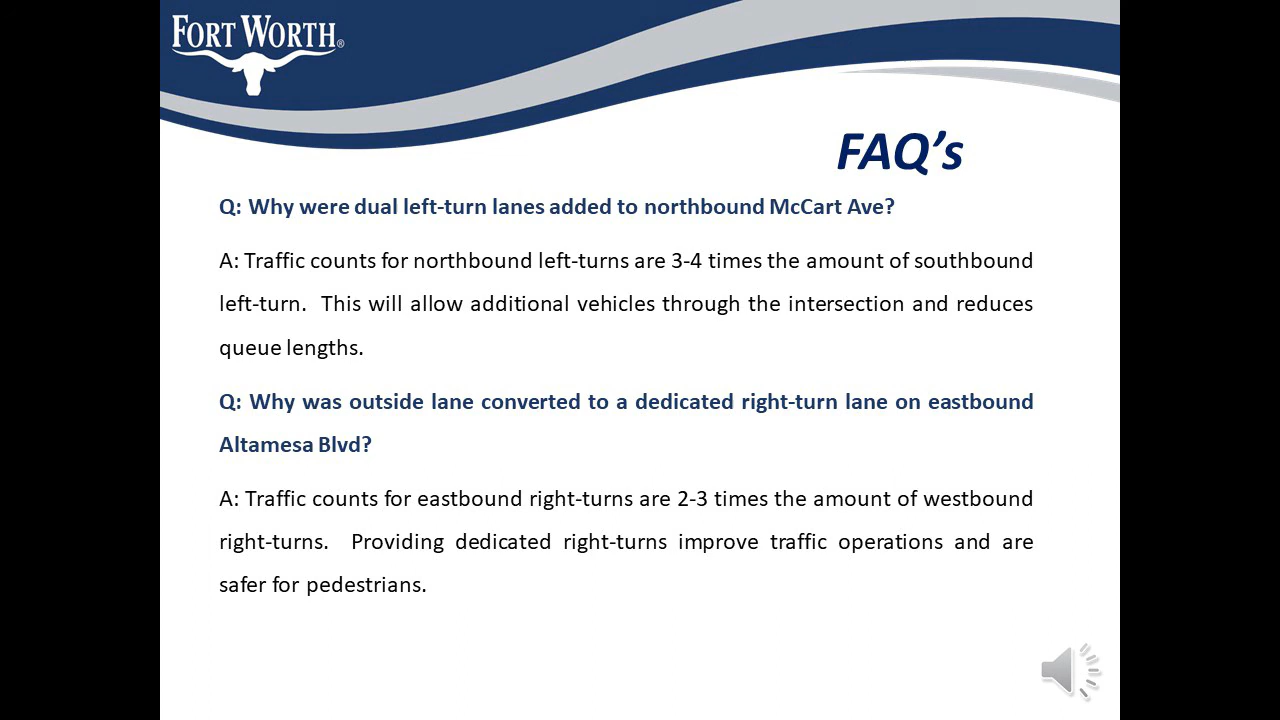 FORT WORTH®
FAQ’s
Q: Why were dual left-turn lanes added to northbound McCart Ave?
A: Traffic counts for northbound left-turns are 3-4 times the amount of southbound
left-turn.  This will allow additional vehicles through the intersection and reduces
queue lengths.
Q: Why was outside lane converted to a dedicated right-turn lane on eastbound
Altamesa Blvd?
A: Traffic counts for eastbound right-turns are 2-3 times the amount of westbound
right-turns.  Providing dedicated right-turns improve traffic operations and are
safer for pedestrians.